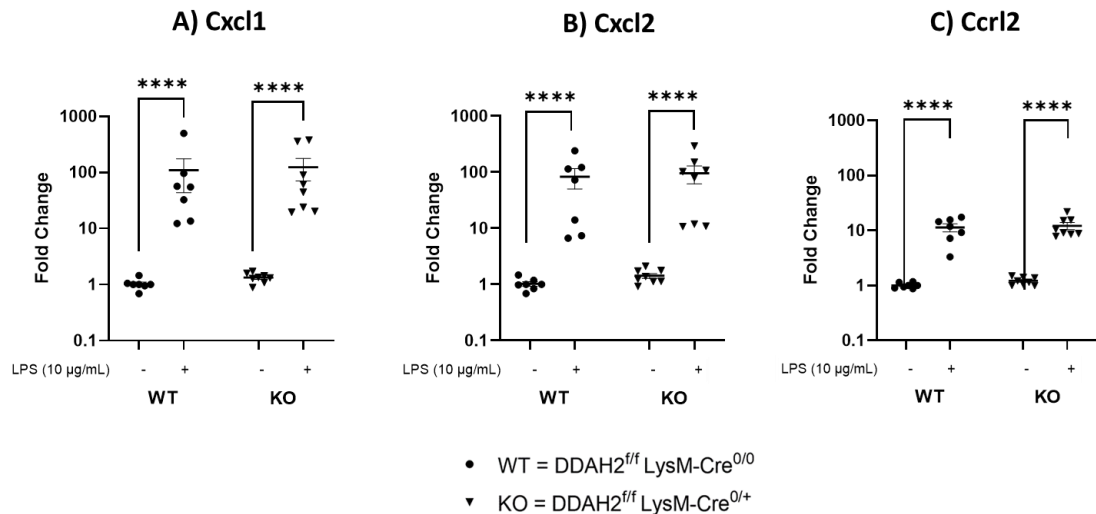 A) Cxcl1
**** ****
Fold Change
1000
100
10
1
0.1
LPS (10 µg/mL) - + - +
WT KO
B) Cxcl2
**** ****
Fold Change
1000
100
10
1
0.1
LPS (10 µg/mL) - + - +
WT KO
C) Ccrl2
**** ****
Fold Change
1000
100
10
1
0.1
LPS (10 µg/mL) - + - +
WT KO
WT = DDAH2f/f LysM-Cre0/0
KO = DDAH2f/f LysM-Cre0/+